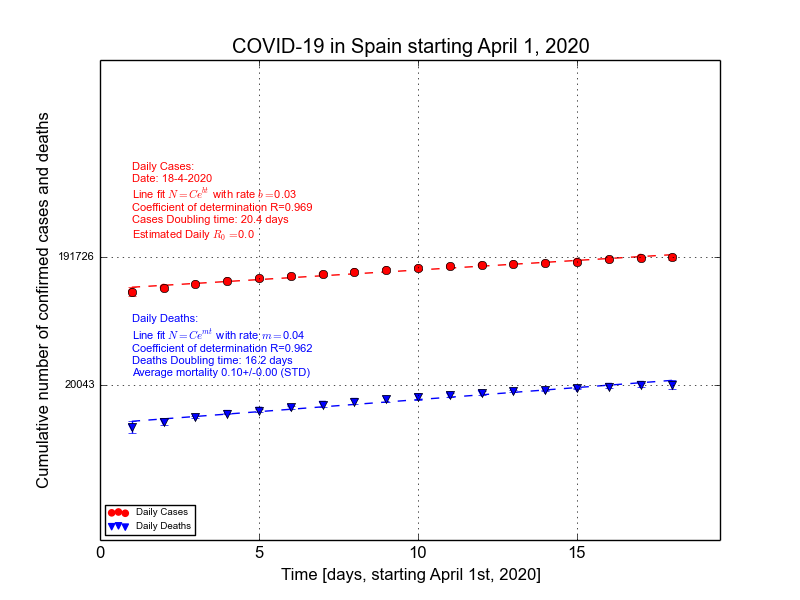 COVID-19 in Spain starting April 1, 2020
Cumulative number of confirmed cases and deaths
Daily Cases:
Date: 18-4-2020
Line fit N=Ce^{bt} with rate b=0.03
Coefficient of determination R=0.969
Cases Doubling time: 20.4 days
Estimated Daily R_0 =0.0
191726
Daily Deaths:
Line fit N=Ce^{mt} with rate m=0.04
Coefficient of determination R=0.962
Deaths Doubling time: 16.2 days
Average mortality 0.10+/-0.00 (STD)
20043
Daily Cases
Daily Deaths
0 5 10 15
Time [days, starting April 1st, 2020]